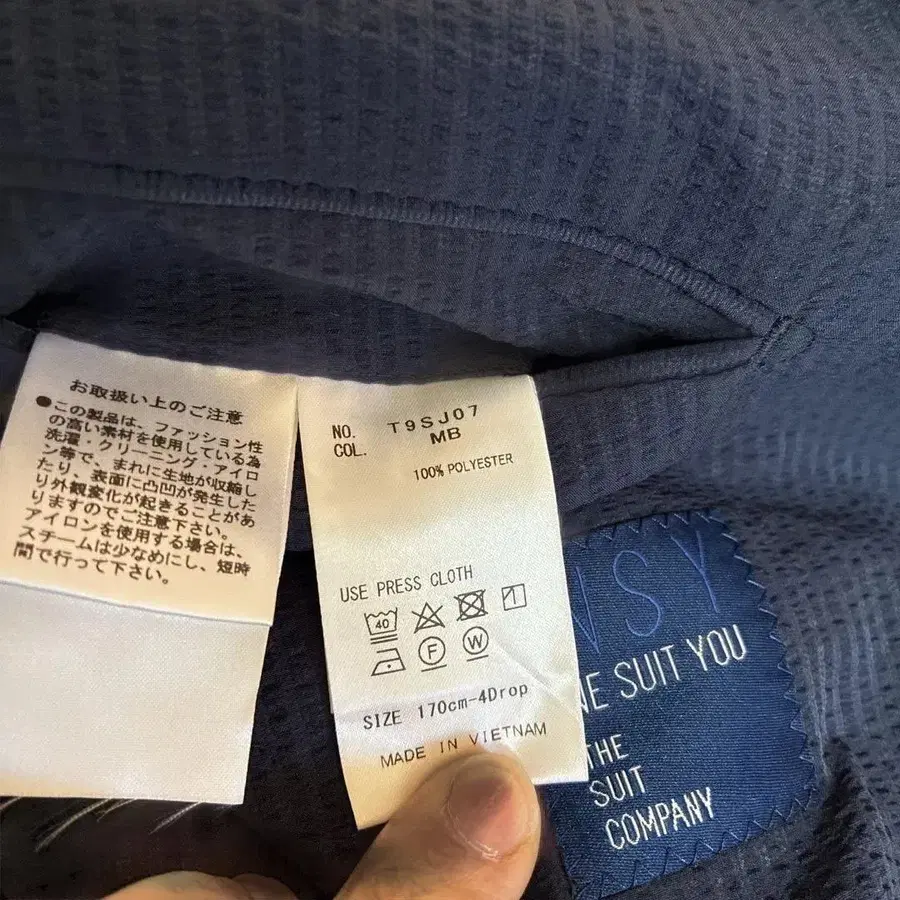 お取扱い上のご注意
●この製品は、ファッション性
の高い素材を使用している為
洗濯・クリーニング・アイロ
ン等で、まれに生地が収縮し
たり、表面に凸凹が発生した
り外観変化が起きることがあ
りますのでご注意下さい。
アイロンを使用する場合は、
スチームは少なめにし、短時
間で行って下さい。
NO. T9SJ07
COL. MB
100% POLYESTER
USE PRESS CLOTH
40
F W
SIZE 170cm-4Drop
MADE IN VIETNAM
NSY
NE SUIT YOU
THE
SUIT
COMPANY